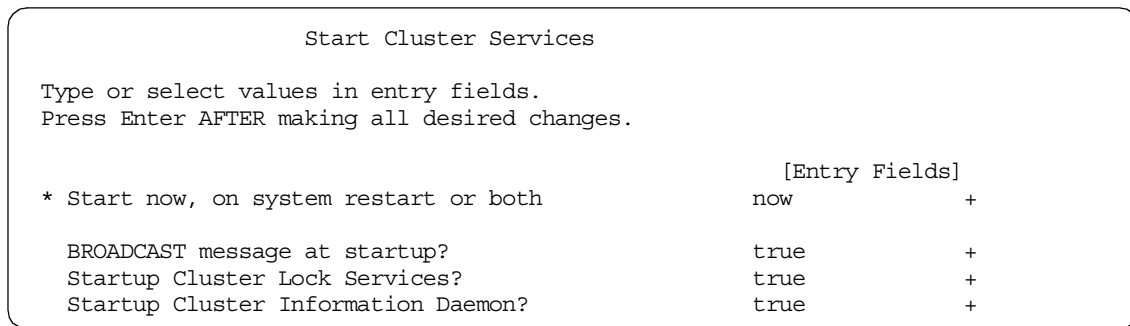 Start Cluster Services
Type or select values in entry fields.
Press Enter AFTER making all desired changes.
[Entry Fields]
* Start now, on system restart or both now +
BROADCAST message at startup? true +
Startup Cluster Lock Services? true +
Startup Cluster Information Daemon? true +